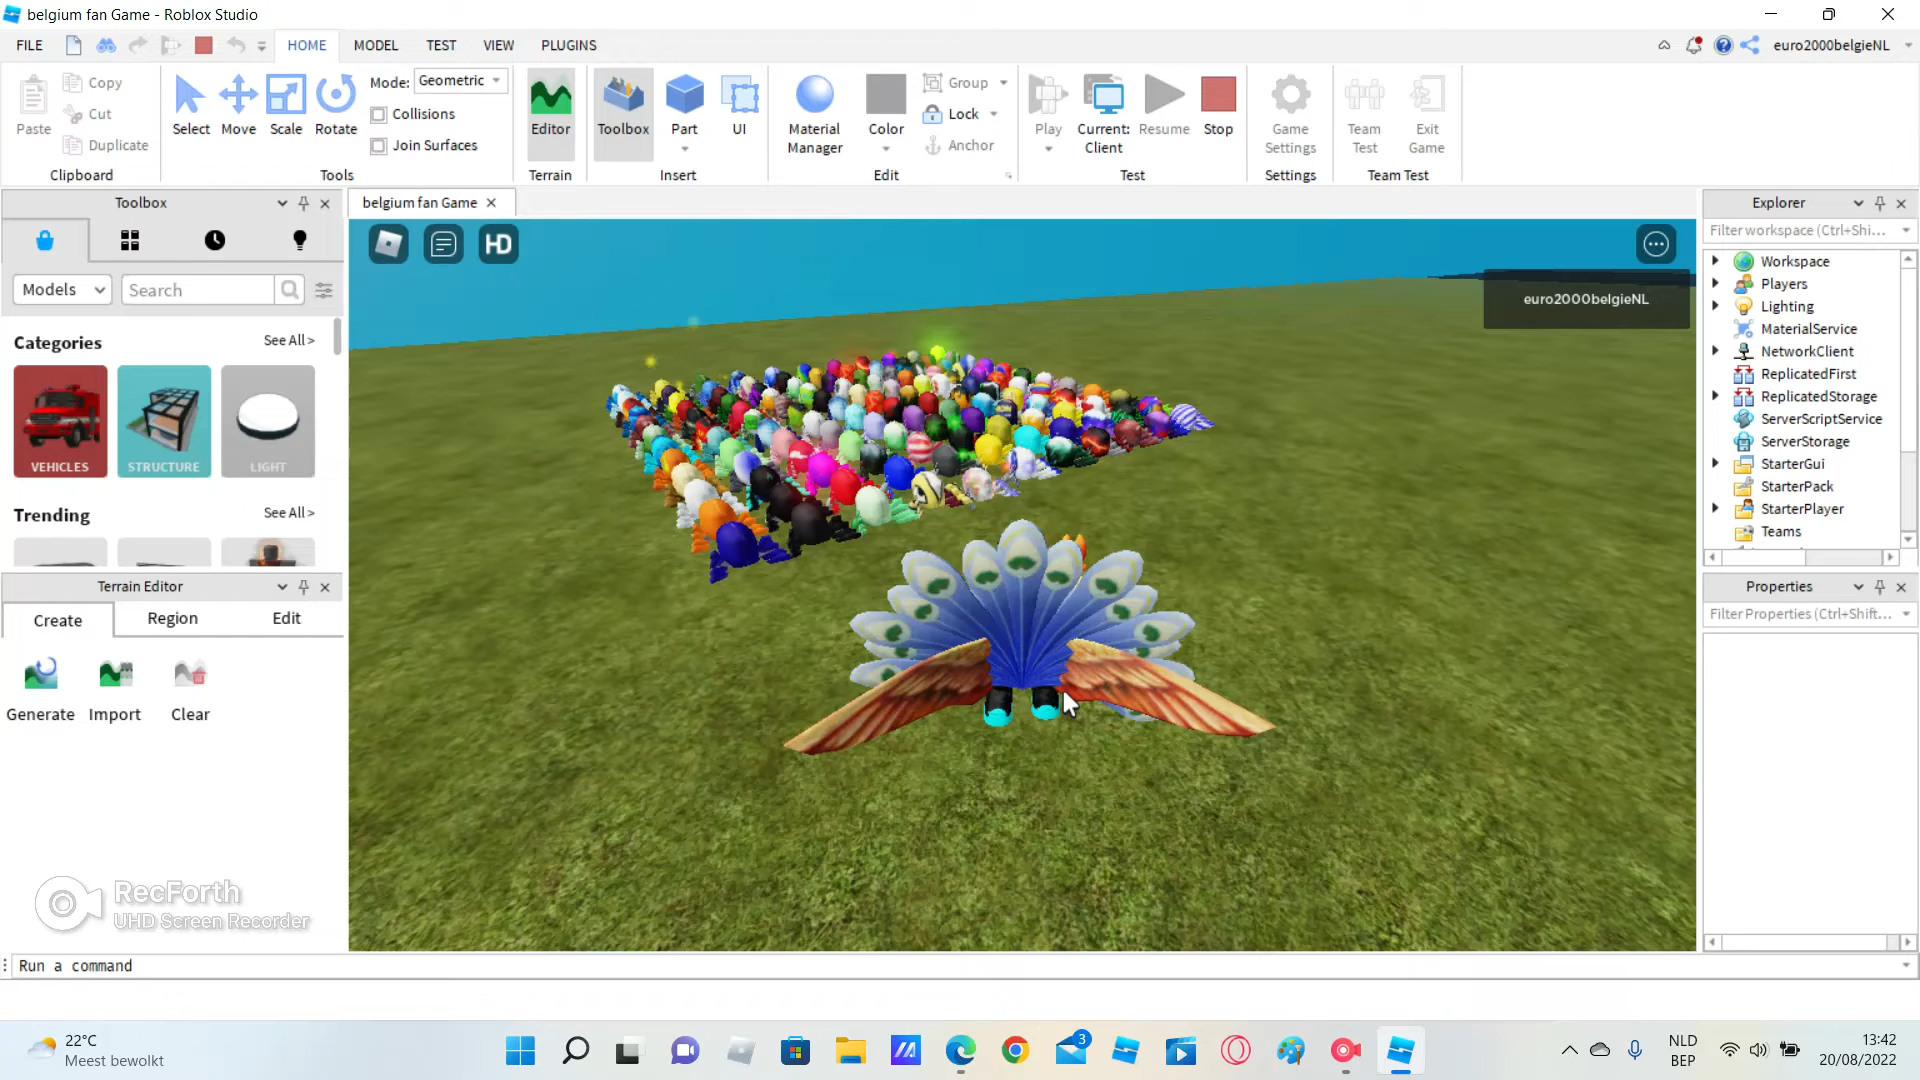 belgium fan Game - Roblox Studio
FILE HOME MODEL TEST VIEW PLUGINS euro2000belgieNL
Paste Copy Cut Duplicate
Clipboard
Select Move Scale Rotate
Mode: Geometric
Collisions
Join Surfaces
Tools
Editor
Terrain
Toolbox Part UI
Insert
Material Manager Color
Group
Lock
Anchor
Edit
Play Current: Client Resume Stop
Test
Game Settings
Settings
Team Test Exit Game
Team Test
Toolbox
Models Search
Categories See All >
VEHICLES STRUCTURE LIGHT
Trending See All >
Terrain Editor
Create Region Edit
Generate Import Clear
RecForth
UHD Screen Recorder
belgium fan Game
HD
euro2000belgieNL
Explorer
Filter workspace (Ctrl+Shi...
Workspace
Players
Lighting
MaterialService
NetworkClient
ReplicatedFirst
ReplicatedStorage
ServerScriptService
ServerStorage
StarterGui
StarterPack
StarterPlayer
Teams
Properties
Filter Properties (Ctrl+Shift...
Run a command
22°C
Meest bewolkt
3
NLD
BEP
13:42
20/08/2022